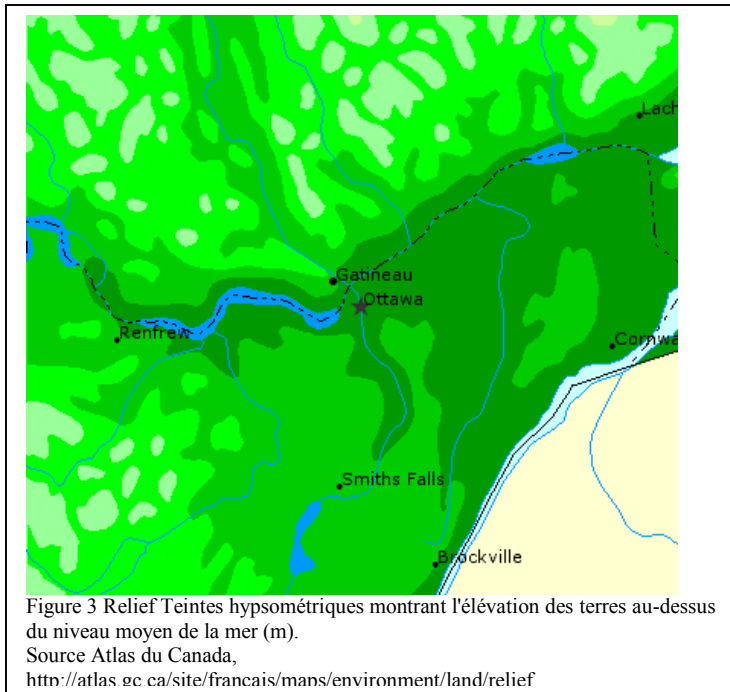 Lach
Gatineau
Ottawa
Renfrew
Cornwa
Smiths Falls
Brockville
Figure 3 Relief Teintes hypsométriques montrant l'élévation des terres au-dessus
du niveau moyen de la mer (m).
Source Atlas du Canada,
http://atlas.gc.ca/site/francais/maps/environment/land/relief